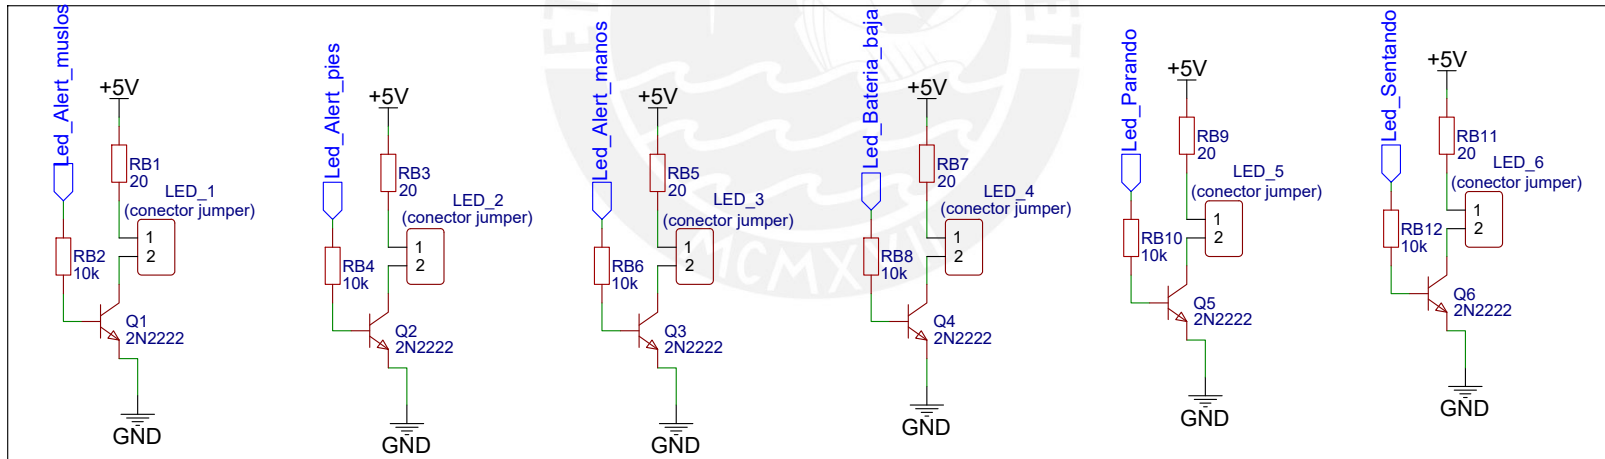 Led_Alert_muslos
+5V
RB1
20
LED_1
(conector jumper)
1
2
RB2
10k
Q1
2N2222
GND
Led_Alert_pies
+5V
RB3
20
LED_2
(conector jumper)
1
2
RB4
10k
Q2
2N2222
GND
Led_Alert_manos
+5V
RB5
20
LED_3
(conector jumper)
1
2
RB6
10k
Q3
2N2222
GND
Led_Bateria_baja
+5V
RB7
20
LED_4
(conector jumper)
1
2
RB8
10k
Q4
2N2222
GND
Led_Parando
+5V
RB9
20
LED_5
(conector jumper)
1
2
RB10
10k
Q5
2N2222
GND
Led_Sentando
+5V
RB11
20
LED_6
(conector jumper)
1
2
RB12
10k
Q6
2N2222
GND